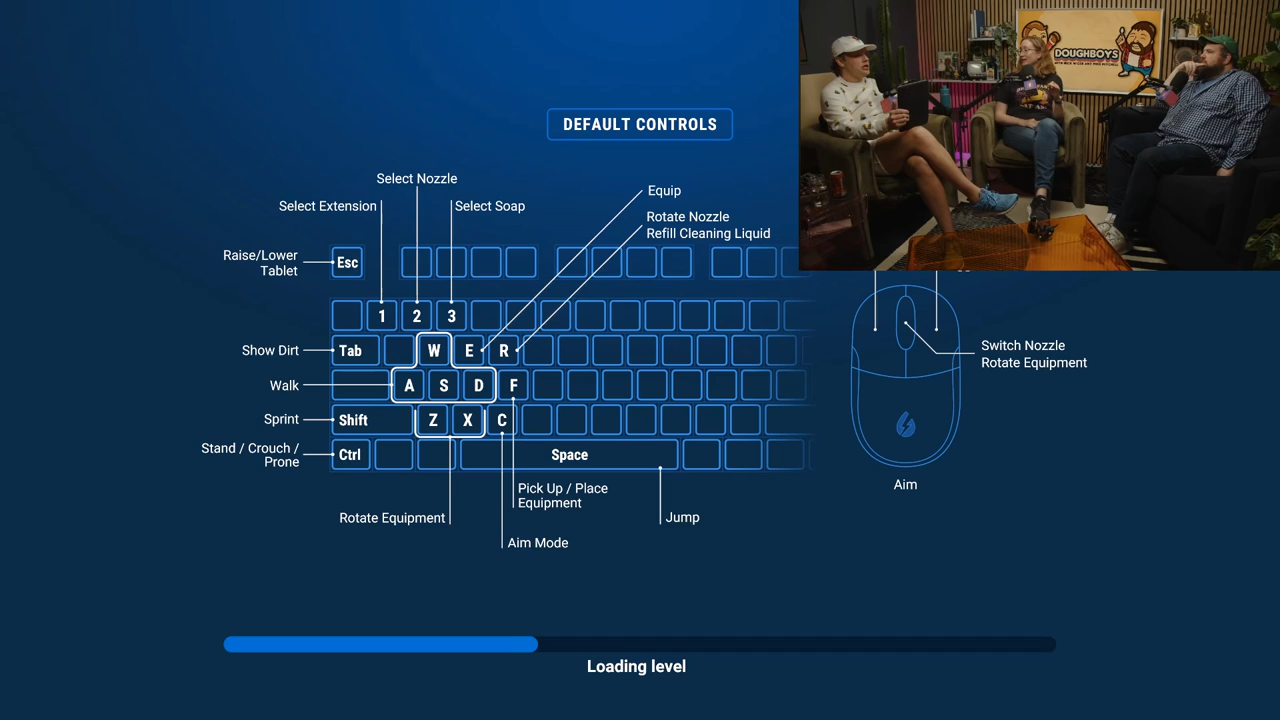 DOUGHBOYS
DEFAULT CONTROLS
Select Nozzle
Select Extension
Select Soap
Equip
Rotate Nozzle
Refill Cleaning Liquid
Raise/Lower
Tablet
Esc
1 2 3
Show Dirt
Tab W E R
Switch Nozzle
Rotate Equipment
Walk
A S D F
Sprint
Shift Z X C
Stand / Crouch /
Prone
Ctrl Space
Aim
Pick Up / Place
Equipment
Rotate Equipment
Jump
Aim Mode
Loading level